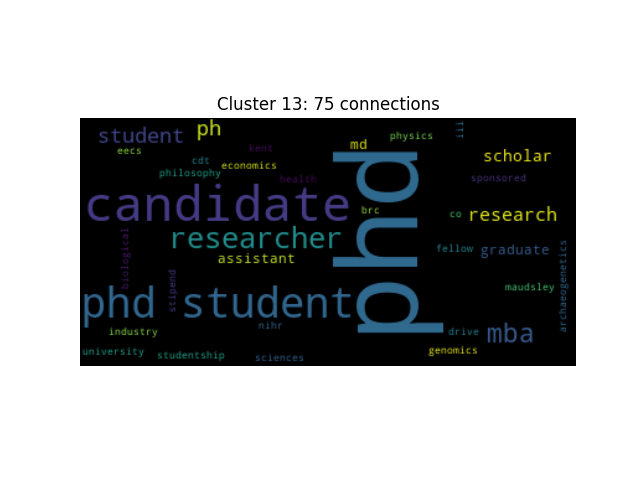 Cluster 13: 75 connections
student
ph
eecs
kent
md
physics
iii
cdt
economics
scholar
philosophy
health
sponsored
candidate
phd
brc
co
research
researcher
assistant
fellow
graduate
biological
stipend
maudsley
archaeogenetics
phd student
nihr
industry
drive
mba
university
studentship
sciences
genomics